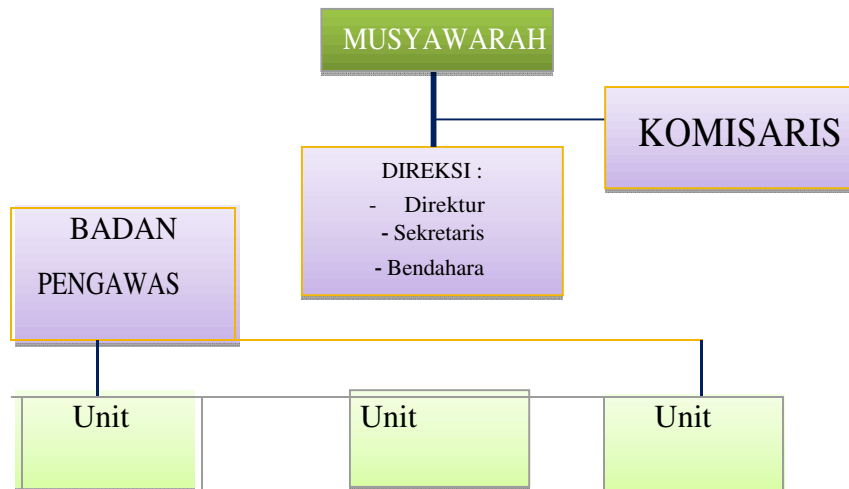 MUSYAWARAH
KOMISARIS
DIREKSI :
- Direktur
- Sekretaris
- Bendahara
BADAN
PENGAWAS
Unit
Unit
Unit